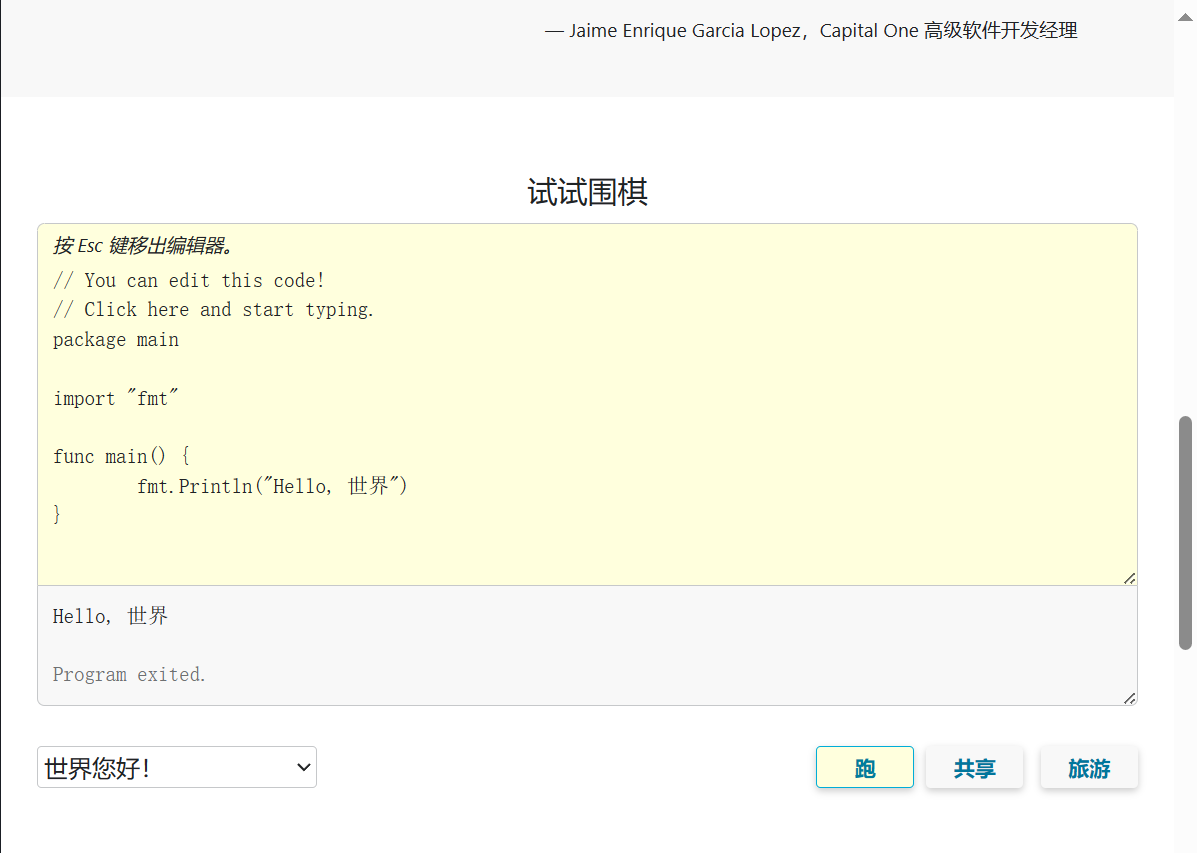 — Jaime Enrique Garcia Lopez，Capital One 高级软件开发经理
试试围棋
按 Esc 键移出编辑器。
// You can edit this code!
// Click here and start typing.
package main
import "fmt"
func main() {
fmt.Println("Hello, 世界")
}
Hello, 世界
Program exited.
世界您好！
跑 共享 旅游